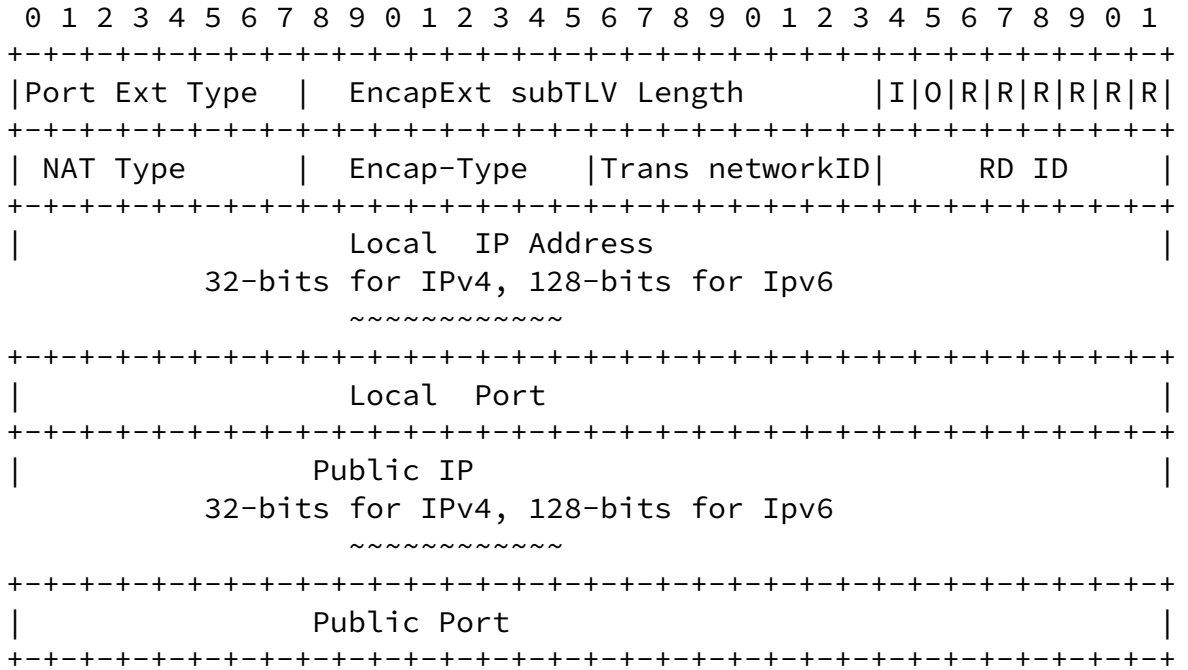 0 1 2 3 4 5 6 7 8 9 0 1 2 3 4 5 6 7 8 9 0 1 2 3 4 5 6 7 8 9 0 1
+-+-+-+-+-+-+-+-+-+-+-+-+-+-+-+-+-+-+-+-+-+-+-+-+-+-+-+-+-+-+-+-+
|Port Ext Type  |  EncapExt subTLV Length       |I|O|R|R|R|R|R|R|
+-+-+-+-+-+-+-+-+-+-+-+-+-+-+-+-+-+-+-+-+-+-+-+-+-+-+-+-+-+-+-+-+
| NAT Type      |  Encap-Type   |Trans networkID|     RD ID     |
+-+-+-+-+-+-+-+-+-+-+-+-+-+-+-+-+-+-+-+-+-+-+-+-+-+-+-+-+-+-+-+-+
|                  Local  IP Address                            |
           32-bits for IPv4, 128-bits for Ipv6
                   ~~~~~~~~~~~~
+-+-+-+-+-+-+-+-+-+-+-+-+-+-+-+-+-+-+-+-+-+-+-+-+-+-+-+-+-+-+-+-+
|                  Local  Port                                  |
+-+-+-+-+-+-+-+-+-+-+-+-+-+-+-+-+-+-+-+-+-+-+-+-+-+-+-+-+-+-+-+-+
|                Public IP                                      |
           32-bits for IPv4, 128-bits for Ipv6
                   ~~~~~~~~~~~~
+-+-+-+-+-+-+-+-+-+-+-+-+-+-+-+-+-+-+-+-+-+-+-+-+-+-+-+-+-+-+-+-+
|                Public Port                                    |
+-+-+-+-+-+-+-+-+-+-+-+-+-+-+-+-+-+-+-+-+-+-+-+-+-+-+-+-+-+-+-+-+